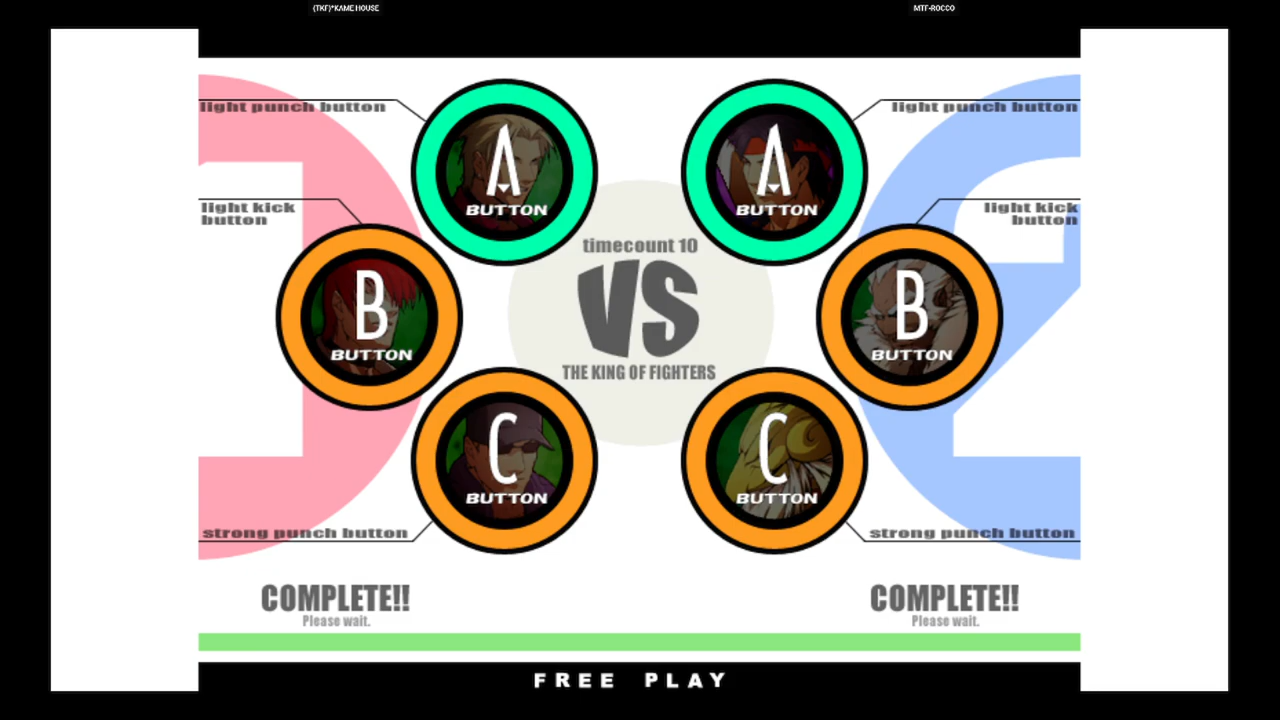 (TKF)*KAME HOUSE
MTF-ROCCO
light punch button
light punch button
A
BUTTON
A
BUTTON
light kick
button
light kick
button
timecount 10
VS
THE KING OF FIGHTERS
B
BUTTON
B
BUTTON
C
BUTTON
C
BUTTON
strong punch button
strong punch button
1
2
COMPLETE!!
Please wait.
COMPLETE!!
Please wait.
FREE PLAY